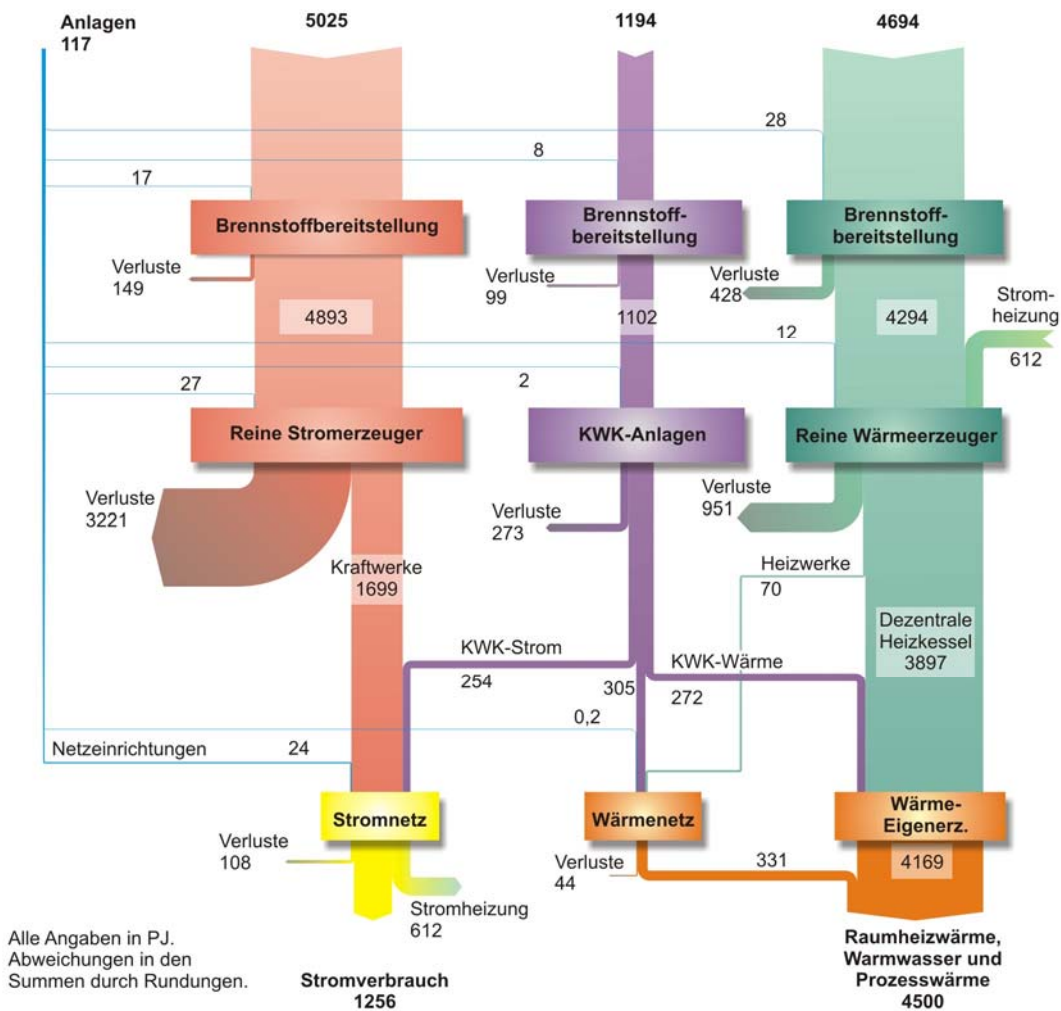 Anlagen
117
5025
1194
4694
28
8
17
Brennstoffbereitstellung
Brennstoff-
bereitstellung
Brennstoff-
bereitstellung
Verluste
149
Verluste
99
Verluste
428
Strom-
heizung
612
4893
1102
4294
12
2
27
Reine Stromerzeuger
KWK-Anlagen
Reine Wärmeerzeuger
Verluste
3221
Verluste
273
Verluste
951
Kraftwerke
1699
Heizwerke
70
Dezentrale
Heizkessel
3897
KWK-Strom
254
305
KWK-Wärme
272
0,2
Netzeinrichtungen
24
Stromnetz
Wärmenetz
Wärme-
Eigenerz.
Verluste
108
Verluste
44
331
4169
Stromheizung
612
Alle Angaben in PJ.
Abweichungen in den
Summen durch Rundungen.
Stromverbrauch
1256
Raumheizwärme,
Warmwasser und
Prozesswärme
4500